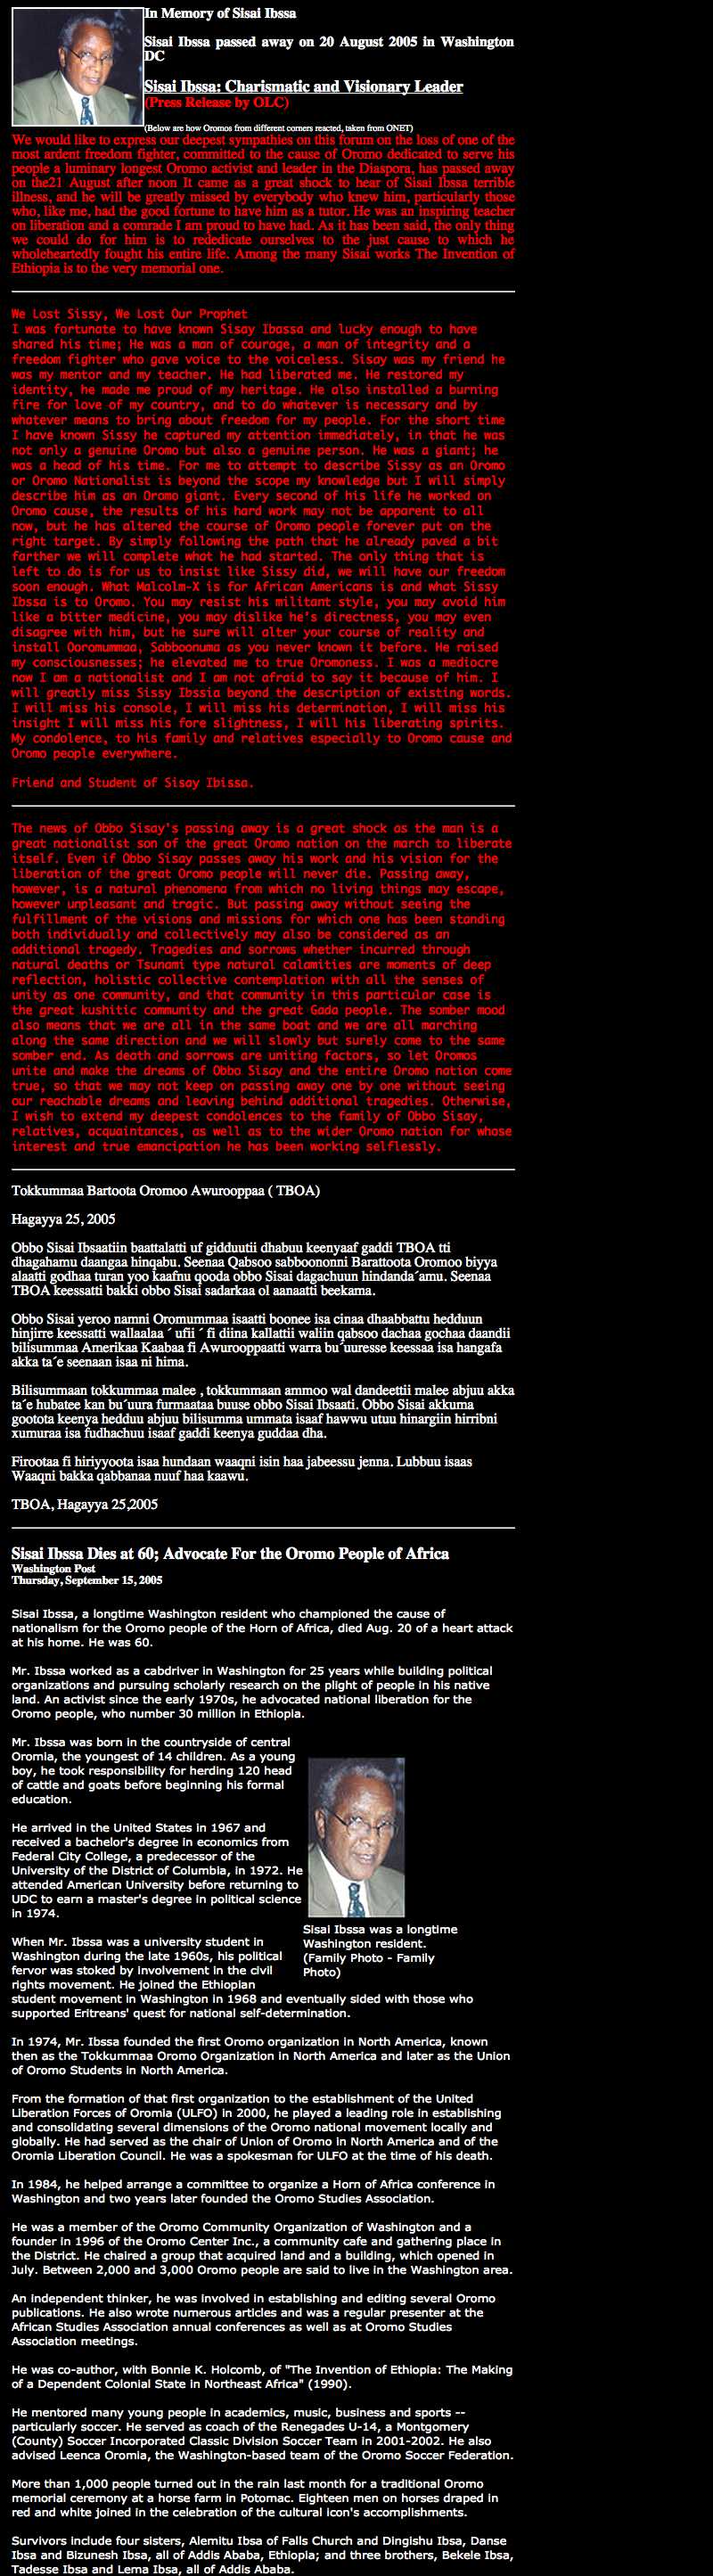 In Memory of Sisai Ibssa
Sisai Ibssa passed away on 20 August 2005 in Washington
DC
Sisai Ibssa: Charismatic and Visionary Leader
(Press Release by OLC)
(Below are how Oromos from different corners reacted, taken from ONET)
We would like to express our deepest sympathies on this forum on the loss of one of the
most ardent freedom fighter, committed to the cause of Oromo dedicated to serve his
people a luminary longest Oromo activist and leader in the Diaspora, has passed away
on the21 August after noon It came as a great shock to hear of Sisai Ibssa terrible
illness, and he will be greatly missed by everybody who knew him, particularly those
who, like me, had the good fortune to have him as a tutor. He was an inspiring teacher
on liberation and a comrade I am proud to have had. As it has been said, the only thing
we could do for him is to rededicate ourselves to the just cause to which he
wholeheartedly fought his entire life. Among the many Sisai works The Invention of
Ethiopia is to the very memorial one.
We Lost Sissy, We Lost Our Prophet
I was fortunate to have known Sisay Ibassa and lucky enough to have
shared his time; He was a man of courage, a man of integrity and a
freedom fighter who gave voice to the voiceless. Sisay was my friend he
was my mentor and my teacher. He had liberated me. He restored my
identity, he made me proud of my heritage. He also installed a burning
fire for love of my country, and to do whatever is necessary and by
whatever means to bring about freedom for my people. For the short time
I have known Sissy he captured my attention immediately, in that he was
not only a genuine Oromo but also a genuine person. He was a giant; he
was a head of his time. For me to attempt to describe Sissy as an Oromo
or Oromo Nationalist is beyond the scope my knowledge but I will simply
describe him as an Oromo giant. Every second of his life he worked on
Oromo cause, the results of his hard work may not be apparent to all
now, but he has altered the course of Oromo people forever put on the
right target. By simply following the path that he already paved a bit
farther we will complete what he had started. The only thing that is
left to do is for us to insist like Sissy did, we will have our freedom
soon enough. What Malcolm-X is for African Americans is and what Sissy
Ibssa is to Oromo. You may resist his militant style, you may avoid him
like a bitter medicine, you may dislike he's directness, you may even
disagree with him, but he sure will alter your course of reality and
install Ooromummaa, Sabboonuma as you never known it before. He raised
my consciousnesses; he elevated me to true Oromoness. I was a mediocre
now I am a nationalist and I am not afraid to say it because of him. I
will greatly miss Sissy Ibssia beyond the description of existing words.
I will miss his console, I will miss his determination, I will miss his
insight I will miss his fore slightness, I will his liberating spirits.
My condolence, to his family and relatives especially to Oromo cause and
Oromo people everywhere.
Friend and Student of Sisay Ibissa.
The news of Obbo Sisay's passing away is a great shock as the man is a
great nationalist son of the great Oromo nation on the march to liberate
itself. Even if Obbo Sisay passes away his work and his vision for the
liberation of the great Oromo people will never die. Passing away,
however, is a natural phenomena from which no living things may escape,
however unpleasant and tragic. But passing away without seeing the
fulfillment of the visions and missions for which one has been standing
both individually and collectively may also be considered as an
additional tragedy. Tragedies and sorrows whether incurred through
natural deaths or Tsunami type natural calamities are moments of deep
reflection, holistic collective contemplation with all the senses of
unity as one community, and that community in this particular case is
the great kushitic community and the great Gada people. The somber mood
also means that we are all in the same boat and we are all marching
along the same direction and we will slowly but surely come to the same
somber end. As death and sorrows are uniting factors, so let Oromos
unite and make the dreams of Obbo Sisay and the entire Oromo nation come
true, so that we may not keep on passing away one by one without seeing
our reachable dreams and leaving behind additional tragedies. Otherwise,
I wish to extend my deepest condolences to the family of Obbo Sisay,
relatives, acquaintances, as well as to the wider Oromo nation for whose
interest and true emancipation he has been working selflessly.
Tokkummaa Bartoota Oromoo Awurooppaa ( TBOA)
Hagayya 25, 2005
Obbo Sisai Ibsaatiin baattalatti uf gidduutii dhabuu keenyaaf gaddi TBOA tti
dhagahamu daangaa hinqabu. Seenaa Qabsoo sabboononni Barattoota Oromoo biyya
alaatti godhaa turan yoo kaafnu qooda obbo Sisai dagachuun hindanda´amu. Seenaa
TBOA keessatti bakki obbo Sisai sadarkaa ol aanaatti beekama.
Obbo Sisai yeroo namni Oromummaa isaatti boonee isa cinaa dhaabbattu hedduun
hinjirre keessatti wallaalaa ´ ufii ´ fi diina kallattii waliin qabsoo dachaa gochaa daandii
bilisummaa Amerikaa Kaabaa fi Awurooppaatti warra bu´uuresse keessaa isa hangafa
akka ta´e seenaan isaa ni hima.
Bilisummaan tokkummaa malee , tokkummaan ammoo wal dandeettii malee abjuu akka
ta´e hubatee kan bu´uura furmaataa buuse obbo Sisai Ibsaati. Obbo Sisai akkuma
gootota keenya hedduu abjuu bilisumma ummata isaaf hawwu utuu hinargiin hirribni
xumuraa isa fudhachuu isaaf gaddi keenya guddaa dha.
Firootaa fi hiriyyoota isaa hundaan waaqni isin haa jabeessu jenna. Lubbuu isaas
Waaqni bakka qabbanaa nuuf haa kaawu.
TBOA, Hagayya 25,2005
Sisai Ibssa Dies at 60; Advocate For the Oromo People of Africa
Washington Post
Thursday, September 15, 2005
Sisai Ibssa, a longtime Washington resident who championed the cause of
nationalism for the Oromo people of the Horn of Africa, died Aug. 20 of a heart attack
at his home. He was 60.
Mr. Ibssa worked as a cabdriver in Washington for 25 years while building political
organizations and pursuing scholarly research on the plight of people in his native
land. An activist since the early 1970s, he advocated national liberation for the
Oromo people, who number 30 million in Ethiopia.
Mr. Ibssa was born in the countryside of central
Oromia, the youngest of 14 children. As a young
boy, he took responsibility for herding 120 head
of cattle and goats before beginning his formal
education.
He arrived in the United States in 1967 and
received a bachelor's degree in economics from
Federal City College, a predecessor of the
University of the District of Columbia, in 1972. He
attended American University before returning to
UDC to earn a master's degree in political science
in 1974.
Sisai Ibssa was a longtime
Washington resident.
(Family Photo - Family
Photo)
When Mr. Ibssa was a university student in
Washington during the late 1960s, his political
fervor was stoked by involvement in the civil
rights movement. He joined the Ethiopian
student movement in Washington in 1968 and eventually sided with those who
supported Eritreans' quest for national self-determination.
In 1974, Mr. Ibssa founded the first Oromo organization in North America, known
then as the Tokkummaa Oromo Organization in North America and later as the Union
of Oromo Students in North America.
From the formation of that first organization to the establishment of the United
Liberation Forces of Oromia (ULFO) in 2000, he played a leading role in establishing
and consolidating several dimensions of the Oromo national movement locally and
globally. He had served as the chair of Union of Oromo in North America and of the
Oromia Liberation Council. He was a spokesman for ULFO at the time of his death.
In 1984, he helped arrange a committee to organize a Horn of Africa conference in
Washington and two years later founded the Oromo Studies Association.
He was a member of the Oromo Community Organization of Washington and a
founder in 1996 of the Oromo Center Inc., a community cafe and gathering place in
the District. He chaired a group that acquired land and a building, which opened in
July. Between 2,000 and 3,000 Oromo people are said to live in the Washington area.
An independent thinker, he was involved in establishing and editing several Oromo
publications. He also wrote numerous articles and was a regular presenter at the
African Studies Association annual conferences as well as at Oromo Studies
Association meetings.
He was co-author, with Bonnie K. Holcomb, of "The Invention of Ethiopia: The Making
of a Dependent Colonial State in Northeast Africa" (1990).
He mentored many young people in academics, music, business and sports --
particularly soccer. He served as coach of the Renegades U-14, a Montgomery
(County) Soccer Incorporated Classic Division Soccer Team in 2001-2002. He also
advised Leenca Oromia, the Washington-based team of the Oromo Soccer Federation.
More than 1,000 people turned out in the rain last month for a traditional Oromo
memorial ceremony at a horse farm in Potomac. Eighteen men on horses draped in
red and white joined in the celebration of the cultural icon's accomplishments.
Survivors include four sisters, Alemitu Ibsa of Falls Church and Dingishu Ibsa, Danse
Ibsa and Bizunesh Ibsa, all of Addis Ababa, Ethiopia; and three brothers, Bekele Ibsa,
Tadesse Ibsa and Lema Ibsa, all of Addis Ababa.